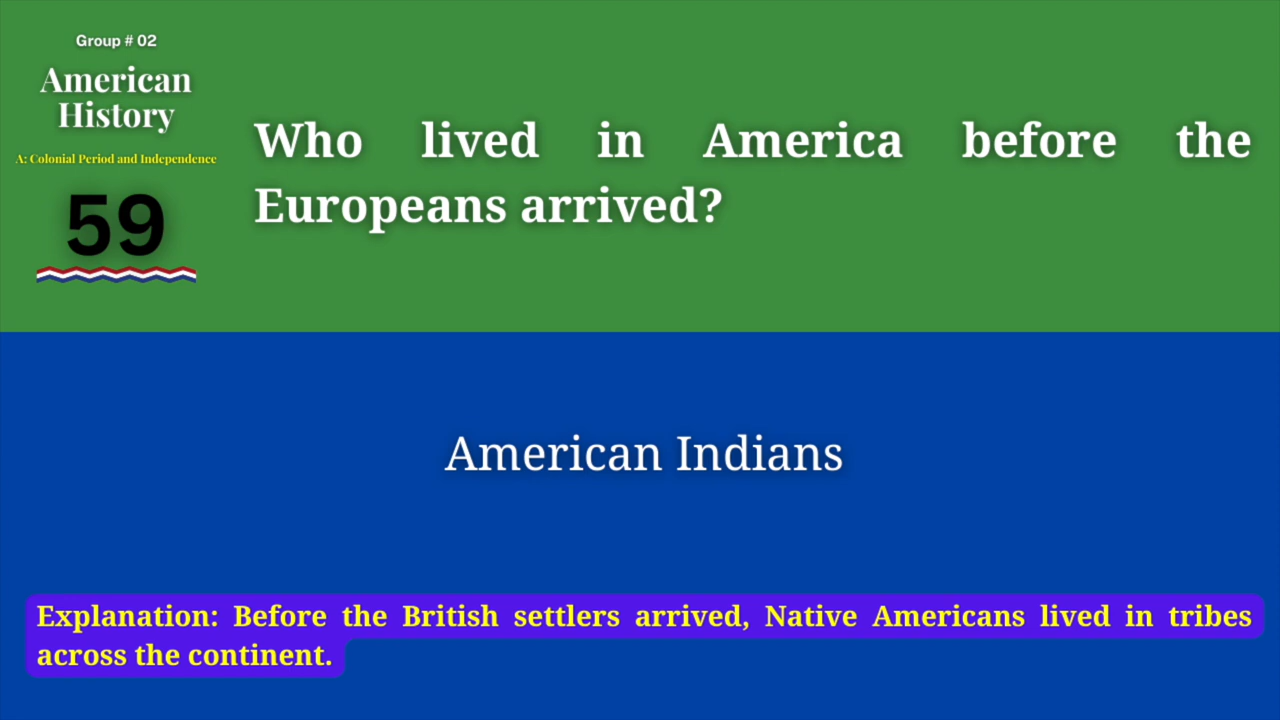 Group # 02
American
History
A: Colonial Period and Independence
59
Who lived in America before the
Europeans arrived?
American Indians
Explanation: Before the British settlers arrived, Native Americans lived in tribes
across the continent.